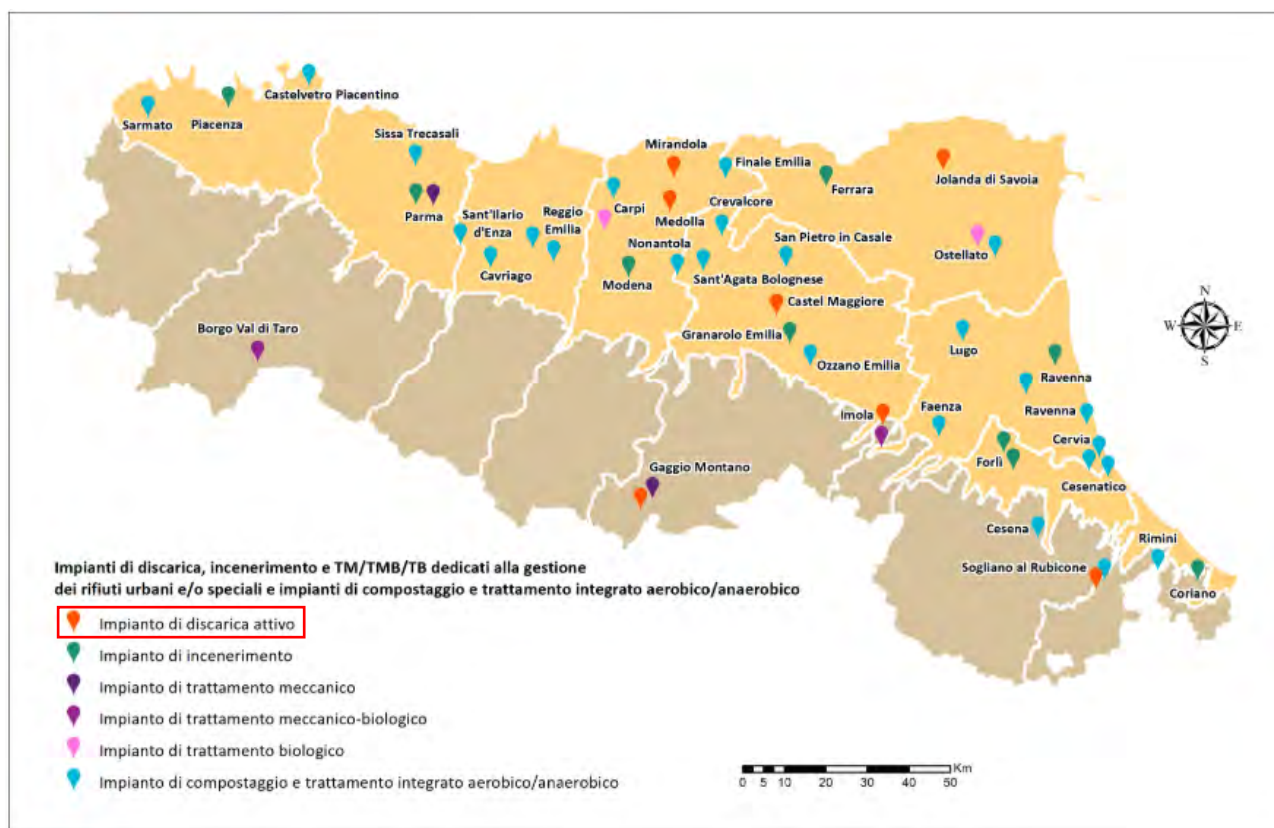 Castelvetro Piacentino
Sarmato
Piacenza
Sissa Trecasali
Mirandola
Finale Emilia
Jolanda di Savoia
Ferrara
Parma
Sant'Ilario
d'Enza
Reggio
Emilia
Carpi
Medolla
Crevalcore
Cavriago
Nonantola
San Pietro in Casale
Ostellato
Modena
Sant'Agata Bolognese
Castel Maggiore
Borgo Val di Taro
Granarolo Emilia
Ozzano Emilia
Lugo
Ravenna
Imola
Faenza
Ravenna
Cervia
Forlì
Cesenatico
Gaggio Montano
Cesena
Rimini
Sogliano al Rubicone
Coriano
N
W
E
S
Impianti di discarica, incenerimento e TM/TMB/TB dedicati alla gestione
dei rifiuti urbani e/o speciali e impianti di compostaggio e trattamento integrato aerobico/anaerobico
Impianto di discarica attivo
Impianto di incenerimento
Impianto di trattamento meccanico
Impianto di trattamento meccanico-biologico
Impianto di trattamento biologico
Impianto di compostaggio e trattamento integrato aerobico/anaerobico
Km
0 5 10 20 30 40 50